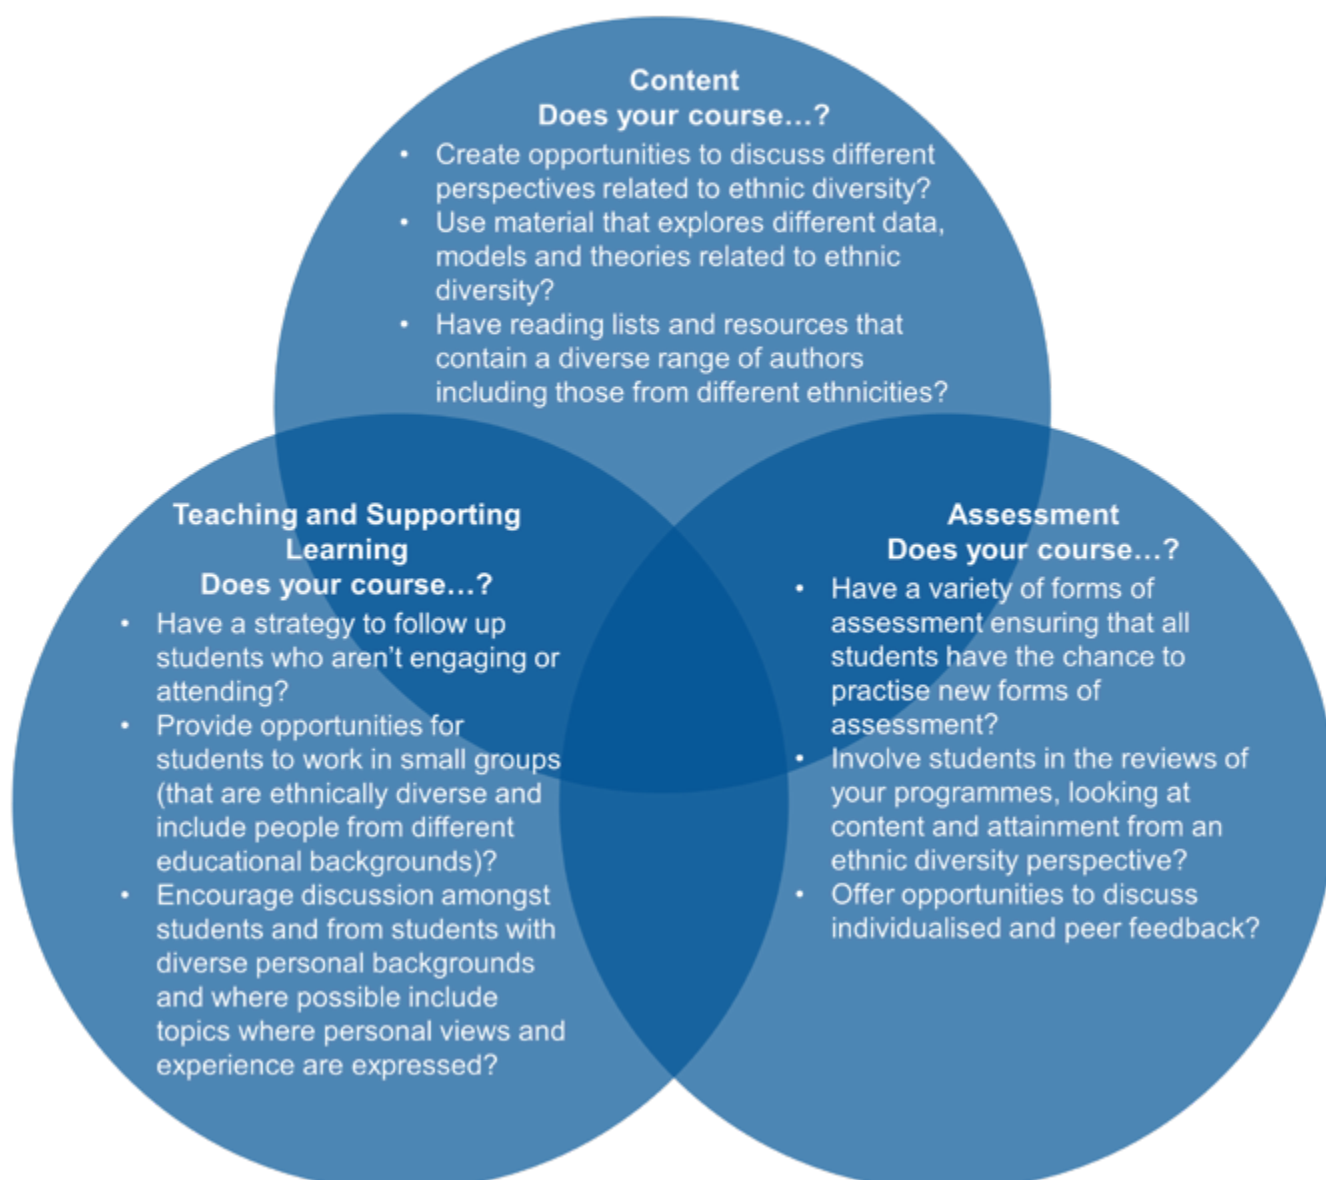 Content
Does your course…?
• Create opportunities to discuss different
perspectives related to ethnic diversity?
• Use material that explores different data,
models and theories related to ethnic
diversity?
• Have reading lists and resources that
contain a diverse range of authors
including those from different ethnicities?
Teaching and Supporting
Learning
Does your course…?
• Have a strategy to follow up
students who aren’t engaging or
attending?
• Provide opportunities for
students to work in small groups
(that are ethnically diverse and
include people from different
educational backgrounds)?
• Encourage discussion amongst
students and from students with
diverse personal backgrounds
and where possible include
topics where personal views and
experience are expressed?
Assessment
Does your course…?
• Have a variety of forms of
assessment ensuring that all
students have the chance to
practise new forms of
assessment?
• Involve students in the reviews of
your programmes, looking at
content and attainment from an
ethnic diversity perspective?
• Offer opportunities to discuss
individualised and peer feedback?